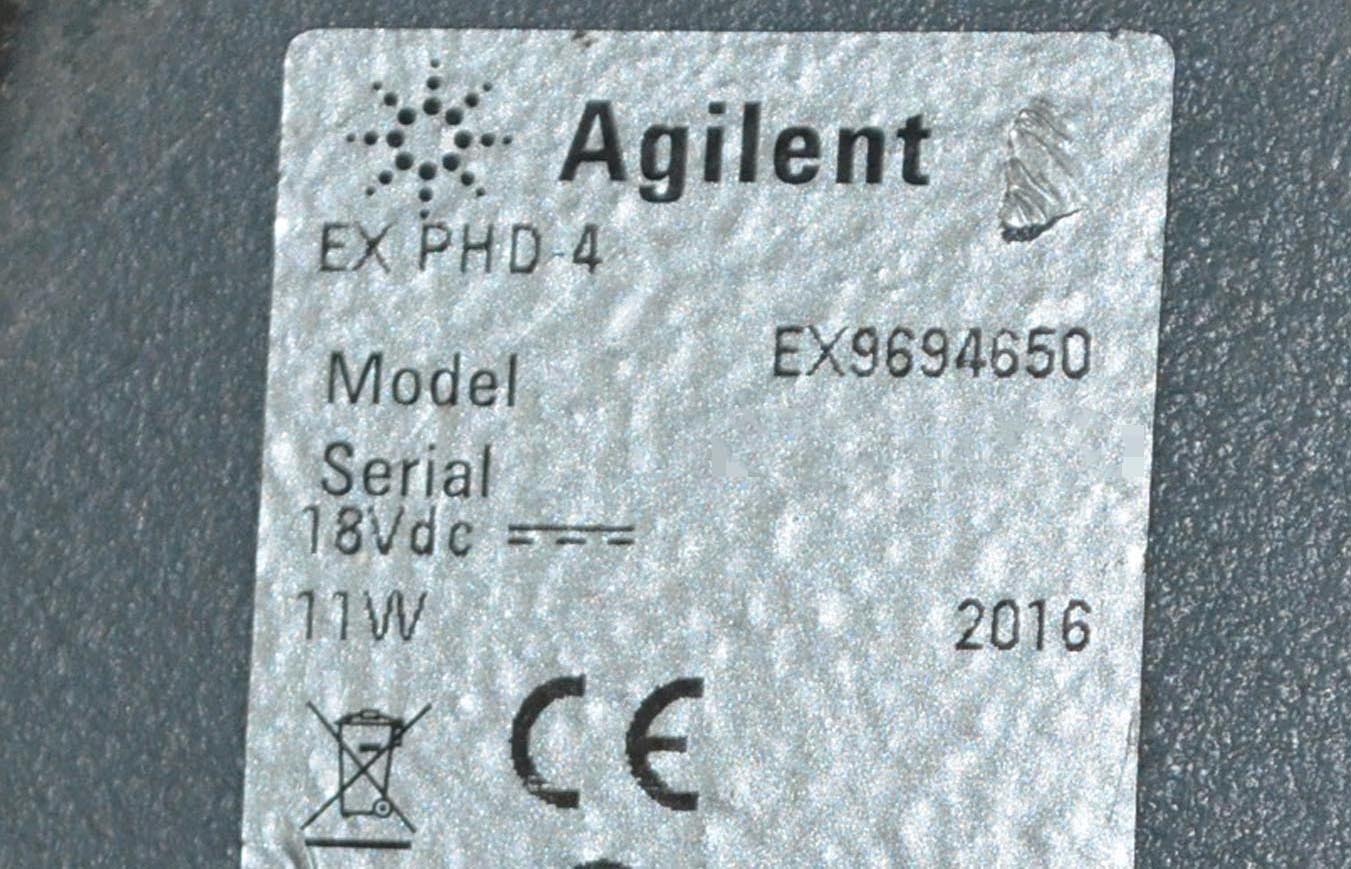 Agilent
EX PHD-4
Model EX9694650
Serial
18Vdc
11W 2016
CE